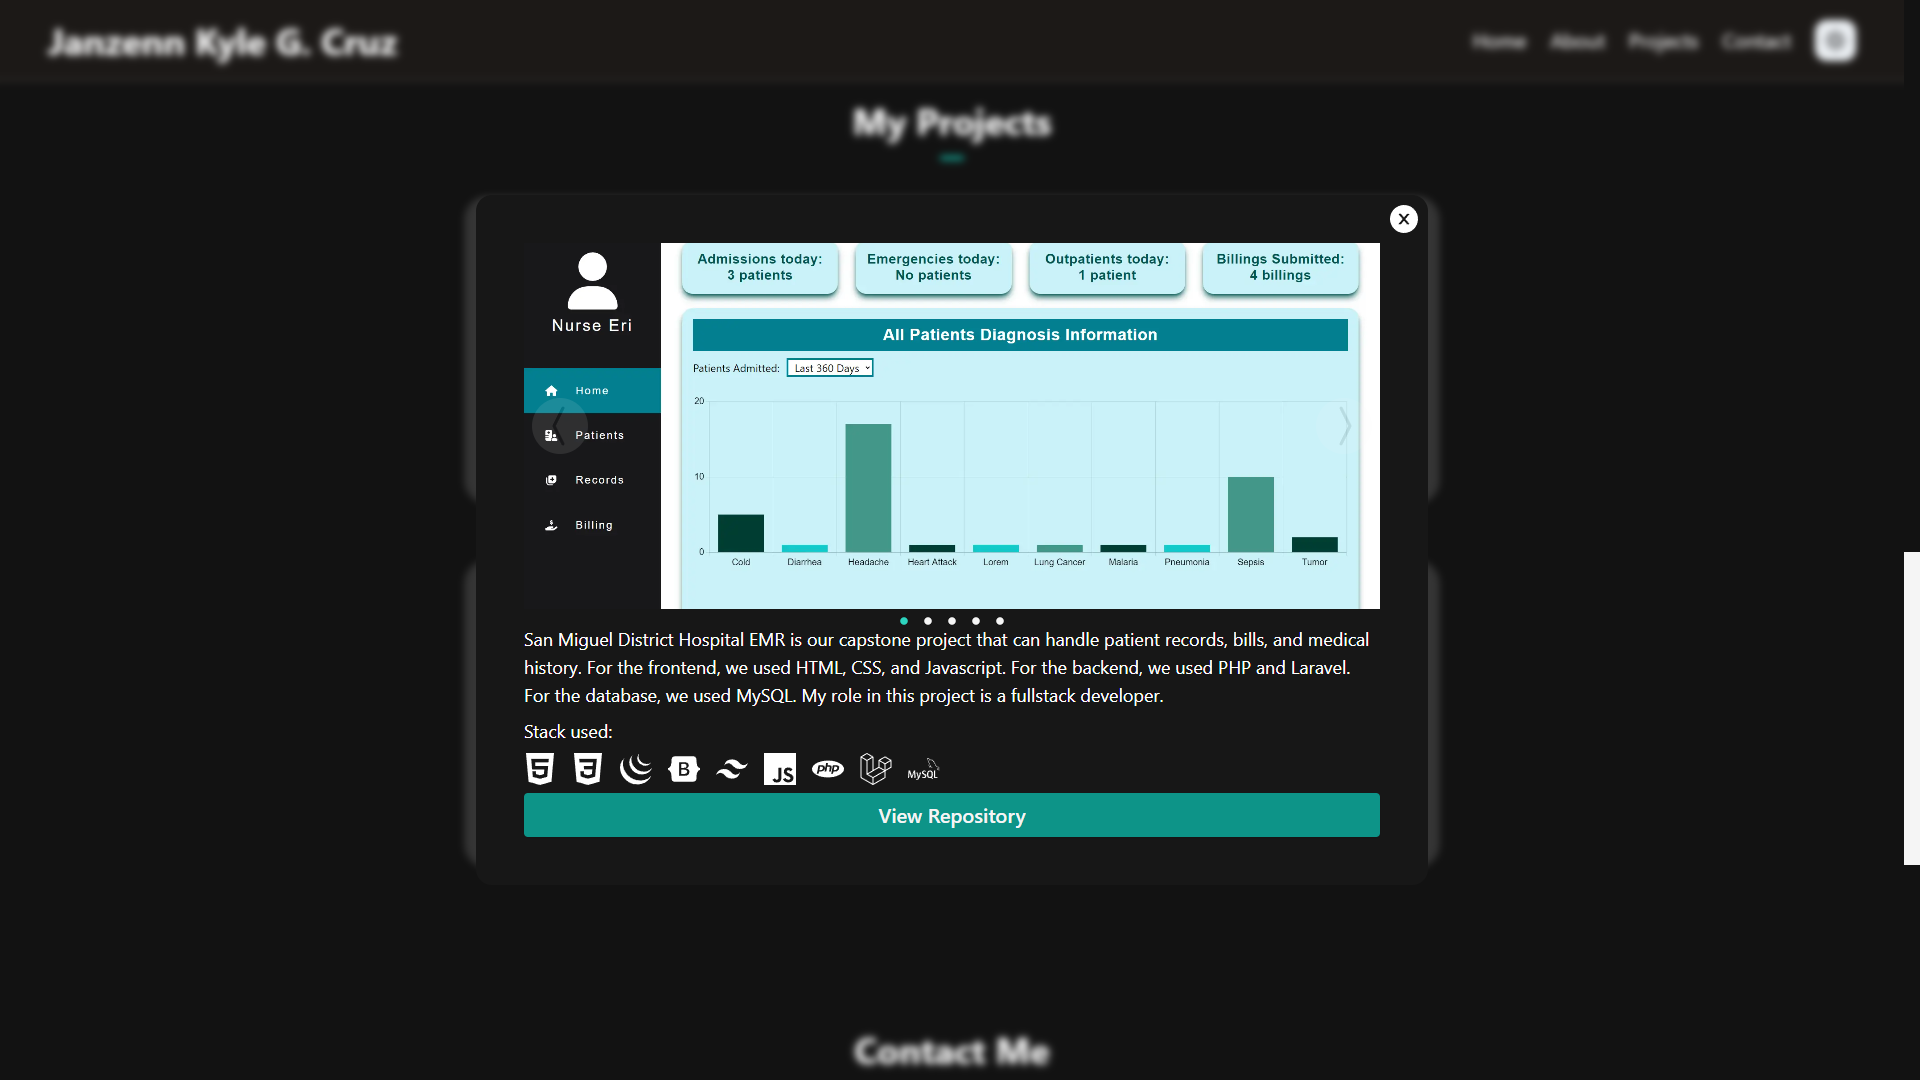 Janzenn Kyle G. Cruz
Home About Projects Contact
My Projects
Admissions today:
3 patients
Emergencies today:
No patients
Outpatients today:
1 patient
Billings Submitted:
4 billings
Nurse Eri
Home
Patients
Records
Billing
All Patients Diagnosis Information
Patients Admitted: Last 360 Days
20
10
0
Cold Diarrhea Headache Heart Attack Lorem Lung Cancer Malaria Pneumonia Sepsis Tumor
San Miguel District Hospital EMR is our capstone project that can handle patient records, bills, and medical
history. For the frontend, we used HTML, CSS, and Javascript. For the backend, we used PHP and Laravel.
For the database, we used MySQL. My role in this project is a fullstack developer.
Stack used:
5 3 B JS php MySQL
View Repository
Contact Me